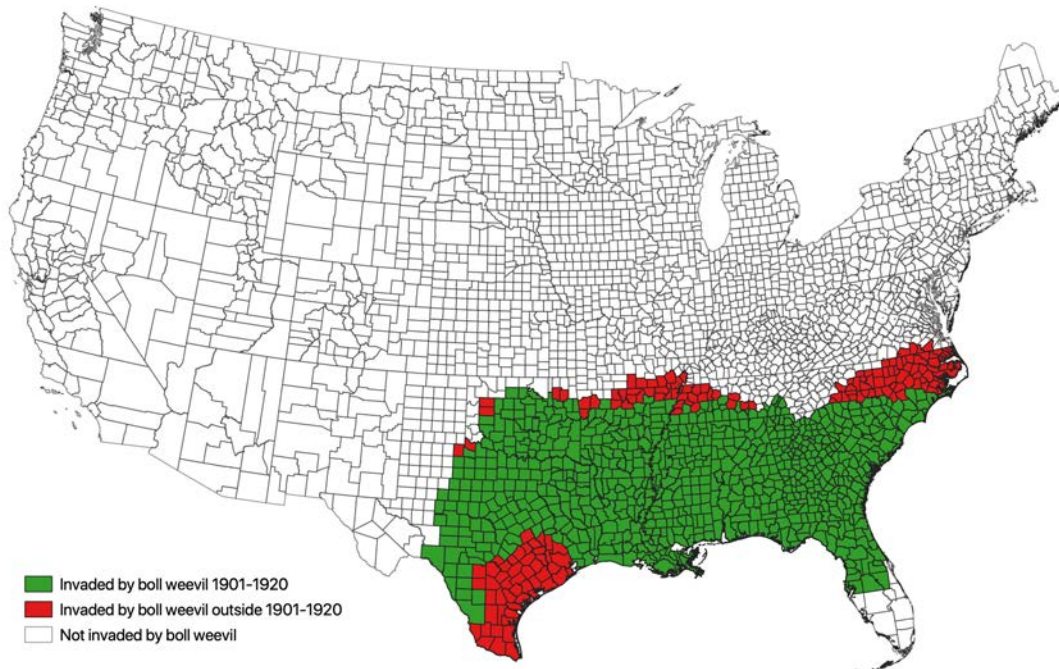 Invaded by boll weevil 1901-1920
Invaded by boll weevil outside 1901-1920
Not invaded by boll weevil